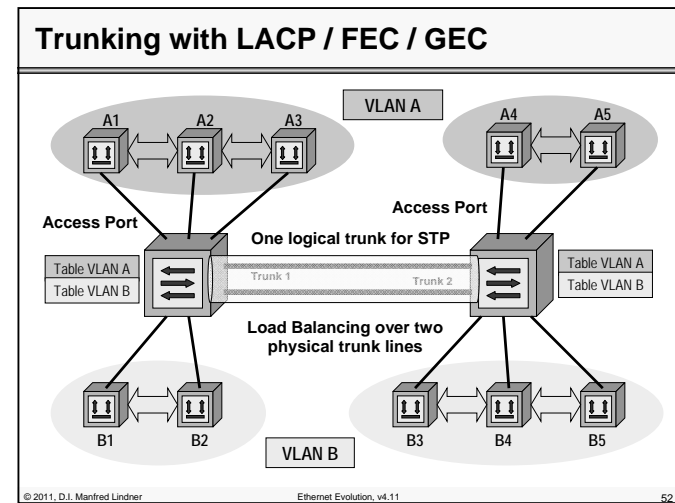 Trunking with LACP / FEC / GEC
VLAN A
A1
A2
A3
A4
A5
Access Port
Access Port
One logical trunk for STP
Table VLAN A
Table VLAN B
Trunk 1
Trunk 2
Table VLAN A
Table VLAN B
Load Balancing over two
physical trunk lines
B1
B2
B3
B4
B5
VLAN B
© 2011, D.I. Manfred Lindner
Ethernet Evolution, v4.11
52